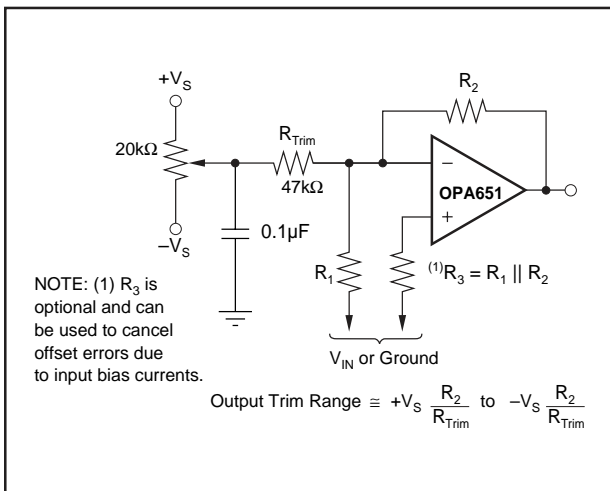 +V_S
R_2
R_Trim
20kΩ
47kΩ
−
OPA651
+
0.1µF
−V_S
R_1
(1)R_3 = R_1 || R_2
NOTE: (1) R_3 is
optional and can
be used to cancel
offset errors due
to input bias currents.
V_IN or Ground
Output Trim Range ≅ +V_S R_2/R_Trim to −V_S R_2/R_Trim